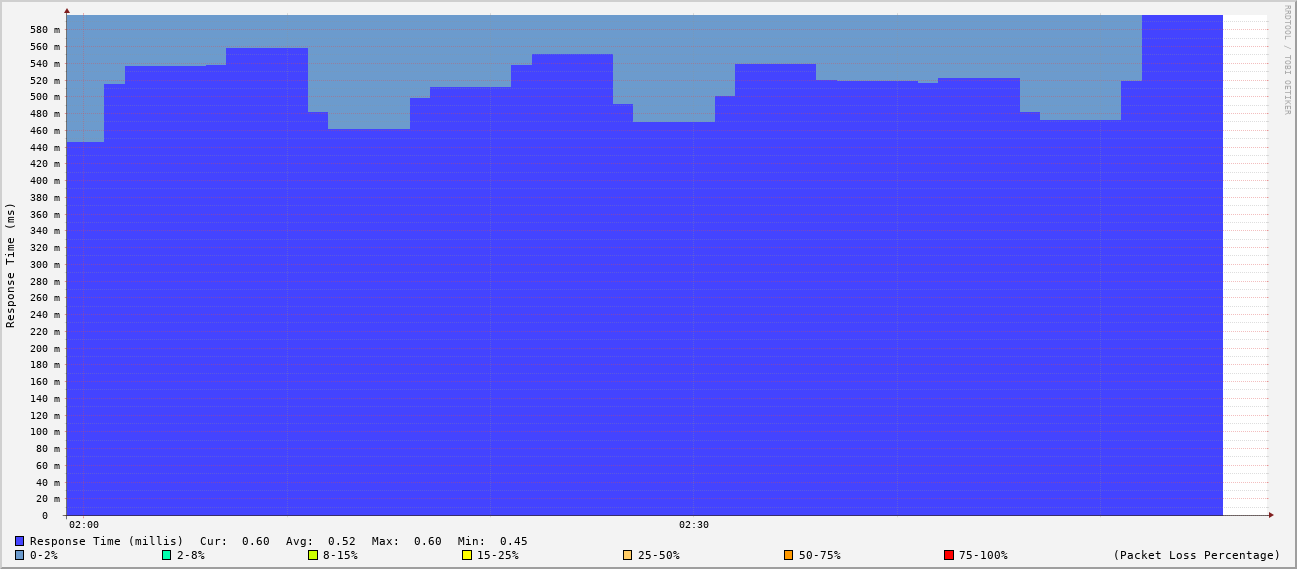 RRDTOOL / TOBI OETIKER
Response Time (ms)
580 m
560 m
540 m
520 m
500 m
480 m
460 m
440 m
420 m
400 m
380 m
360 m
340 m
320 m
300 m
280 m
260 m
240 m
220 m
200 m
180 m
160 m
140 m
120 m
100 m
80 m
60 m
40 m
20 m
0
02:00 02:30
Response Time (millis) Cur: 0.60 Avg: 0.52 Max: 0.60 Min: 0.45
0-2% 2-8% 8-15% 15-25% 25-50% 50-75% 75-100% (Packet Loss Percentage)